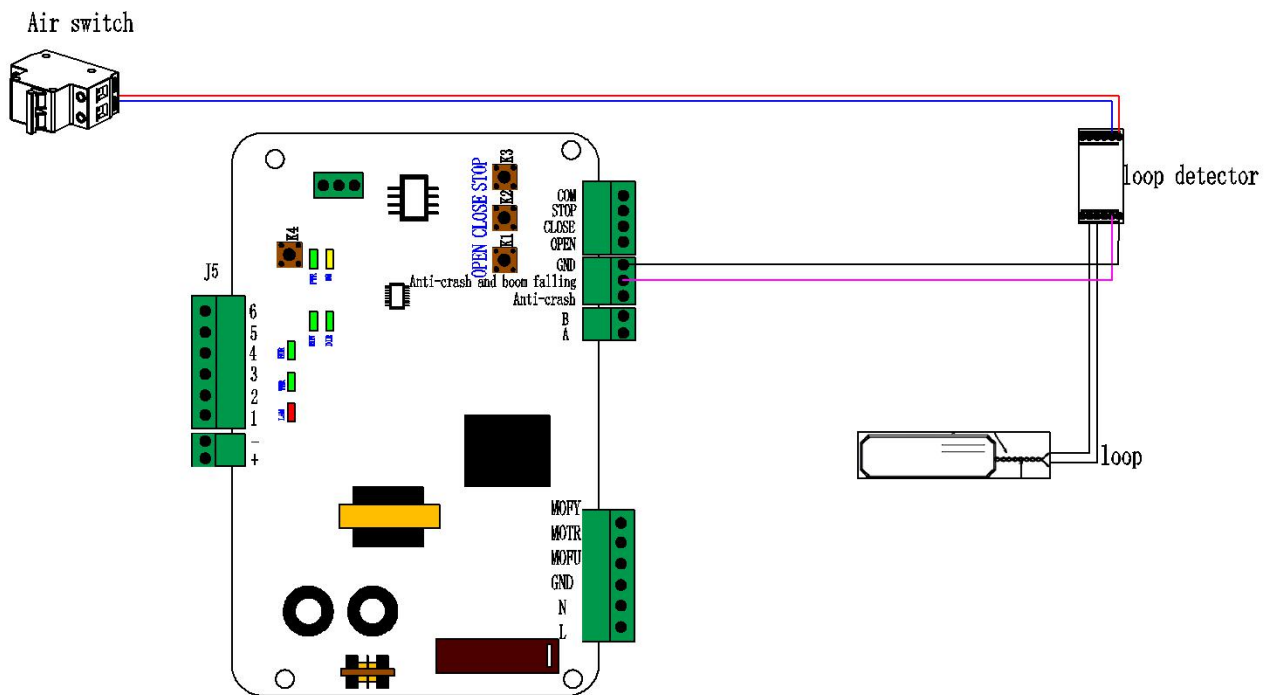 Air switch
loop detector
K3
K2
K1
OPEN CLOSE STOP
COM
STOP
CLOSE
OPEN
GND
Anti-crash and boom falling
Anti-crash
B
A
K4
J5
6
5
4
3
2
1
-
+
DIR
loop
MOFY
MOTR
MOFU
GND
N
L